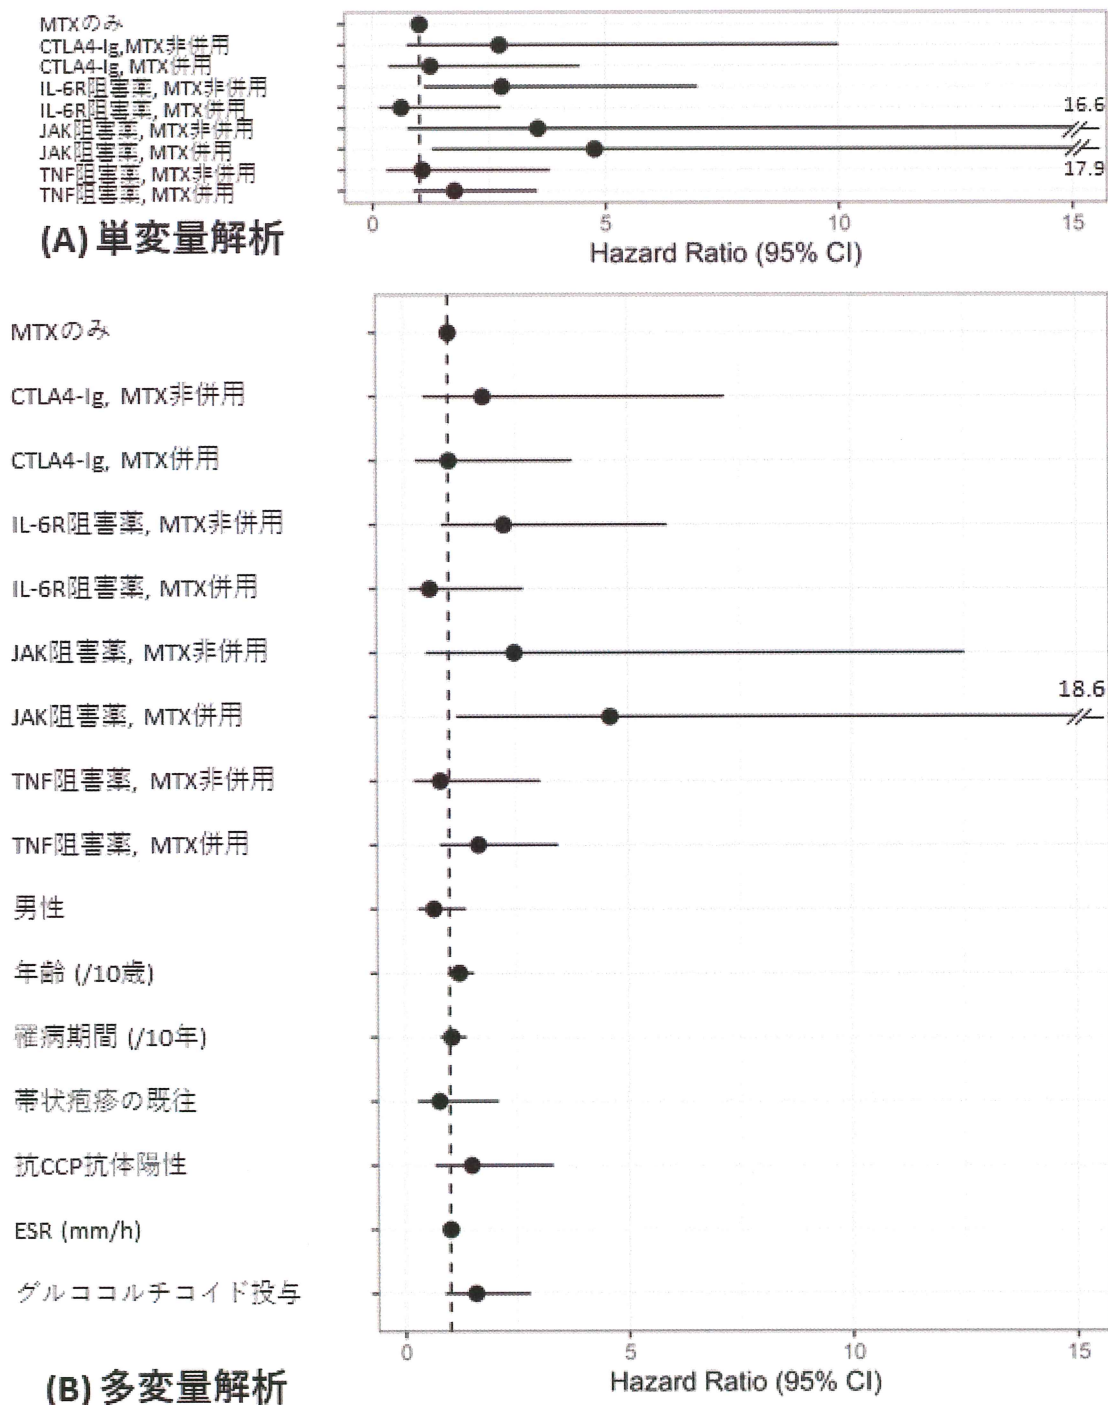 MTXのみ
CTLA4-Ig,MTX非併用
CTLA4-Ig, MTX併用
IL-6R阻害薬, MTX非併用
IL-6R阻害薬, MTX併用
16.6
JAK阻害薬, MTX非併用
JAK阻害薬, MTX併用
TNF阻害薬, MTX非併用
17.9
TNF阻害薬, MTX併用
0 5 10 15
(A) 単変量解析
Hazard Ratio (95% CI)
MTXのみ
CTLA4-Ig, MTX非併用
CTLA4-Ig, MTX併用
IL-6R阻害薬, MTX非併用
IL-6R阻害薬, MTX併用
JAK阻害薬, MTX非併用
18.6
JAK阻害薬, MTX併用
TNF阻害薬, MTX非併用
TNF阻害薬, MTX併用
男性
年齢 (/10歳)
罹病期間 (/10年)
帯状疱疹の既往
抗CCP抗体陽性
ESR (mm/h)
グルココルチコイド投与
0 5 10 15
(B) 多変量解析
Hazard Ratio (95% CI)